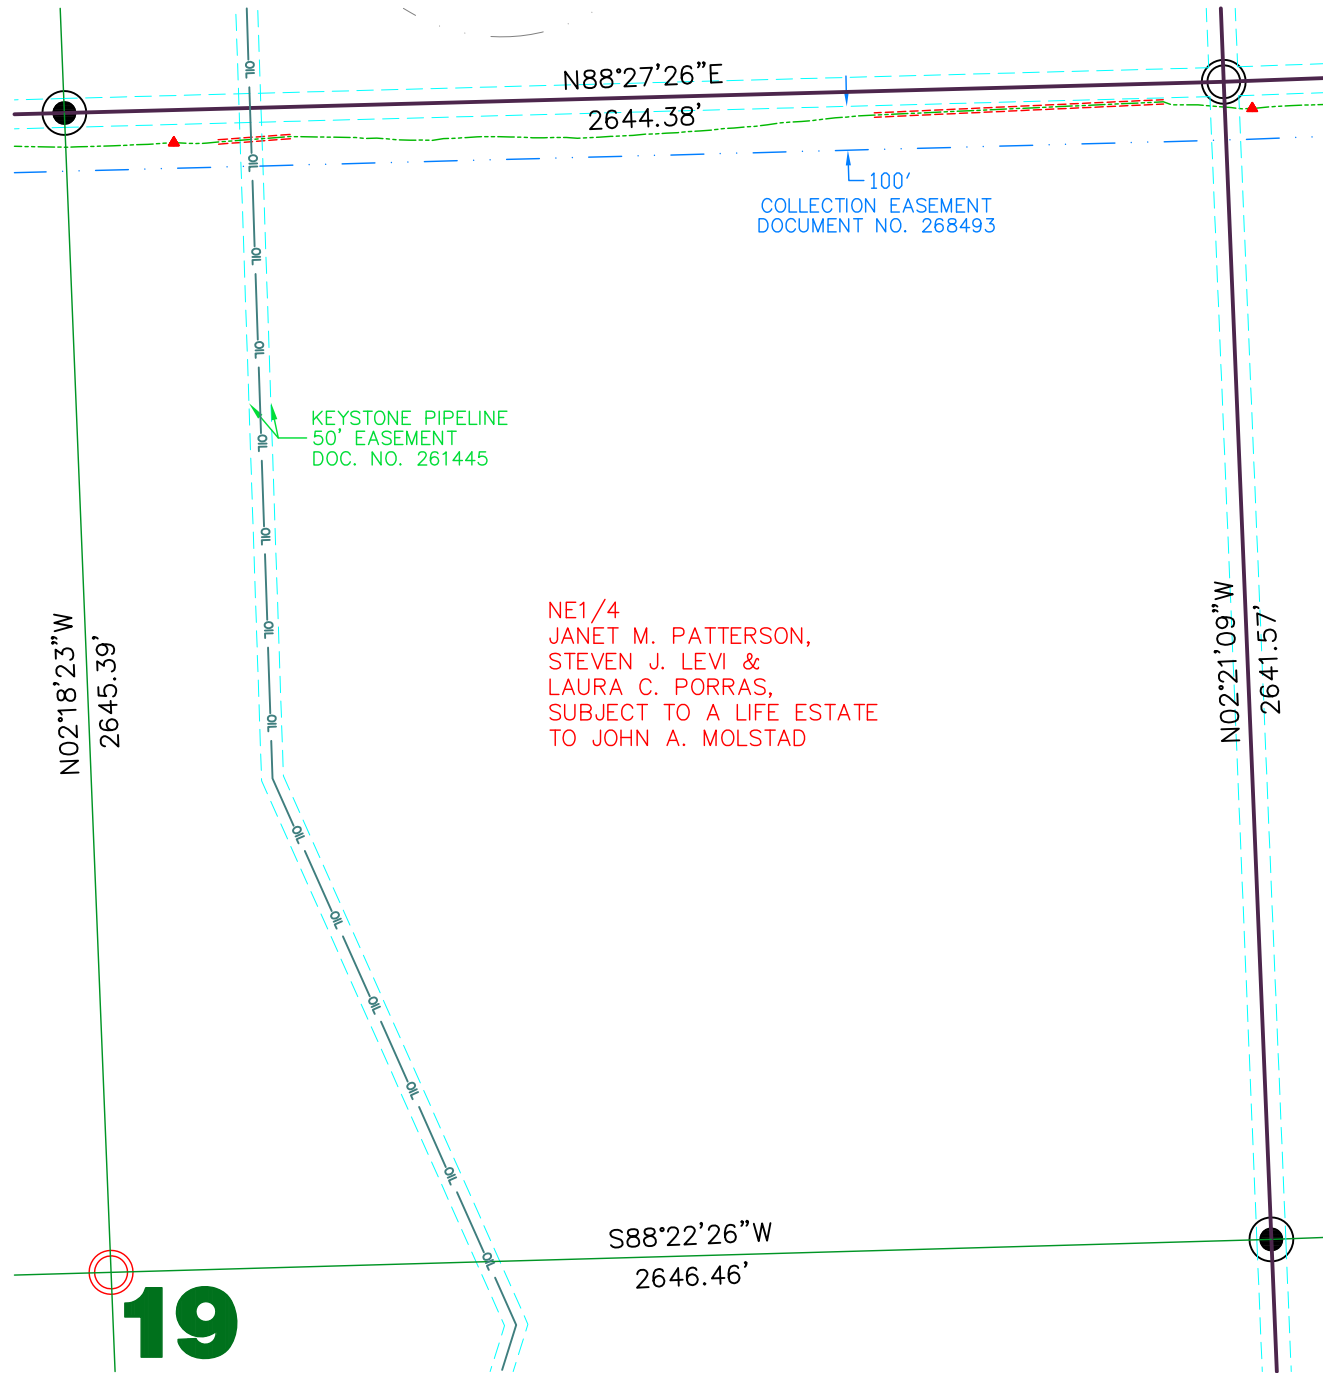 N88°27'26"E
2644.38'
100'
COLLECTION EASEMENT
DOCUMENT NO. 268493
KEYSTONE PIPELINE
50' EASEMENT
DOC. NO. 261445
NE1/4
JANET M. PATTERSON,
STEVEN J. LEVI &
LAURA C. PORRAS,
SUBJECT TO A LIFE ESTATE
TO JOHN A. MOLSTAD
N02°18'23"W
2645.39'
N02°21'09"W
2641.57'
OIL
OIL
OIL
OIL
OIL
OIL
OIL
OIL
OIL
OIL
OIL
OIL
OIL
OIL
S88°22'26"W
2646.46'
19